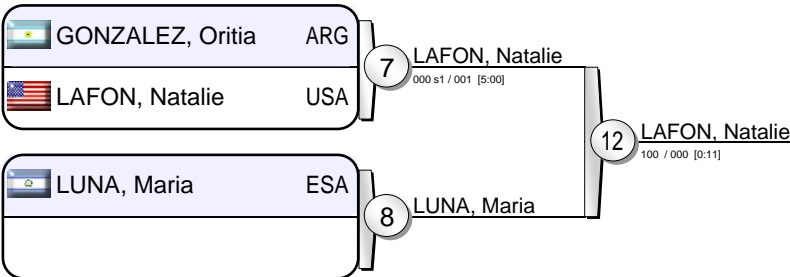 GONZALEZ, Oritia ARG
LAFON, Natalie USA
7
LAFON, Natalie
000 s1 / 001 [5:00]
LUNA, Maria ESA
8
LUNA, Maria
12
LAFON, Natalie
100 / 000 [0:11]